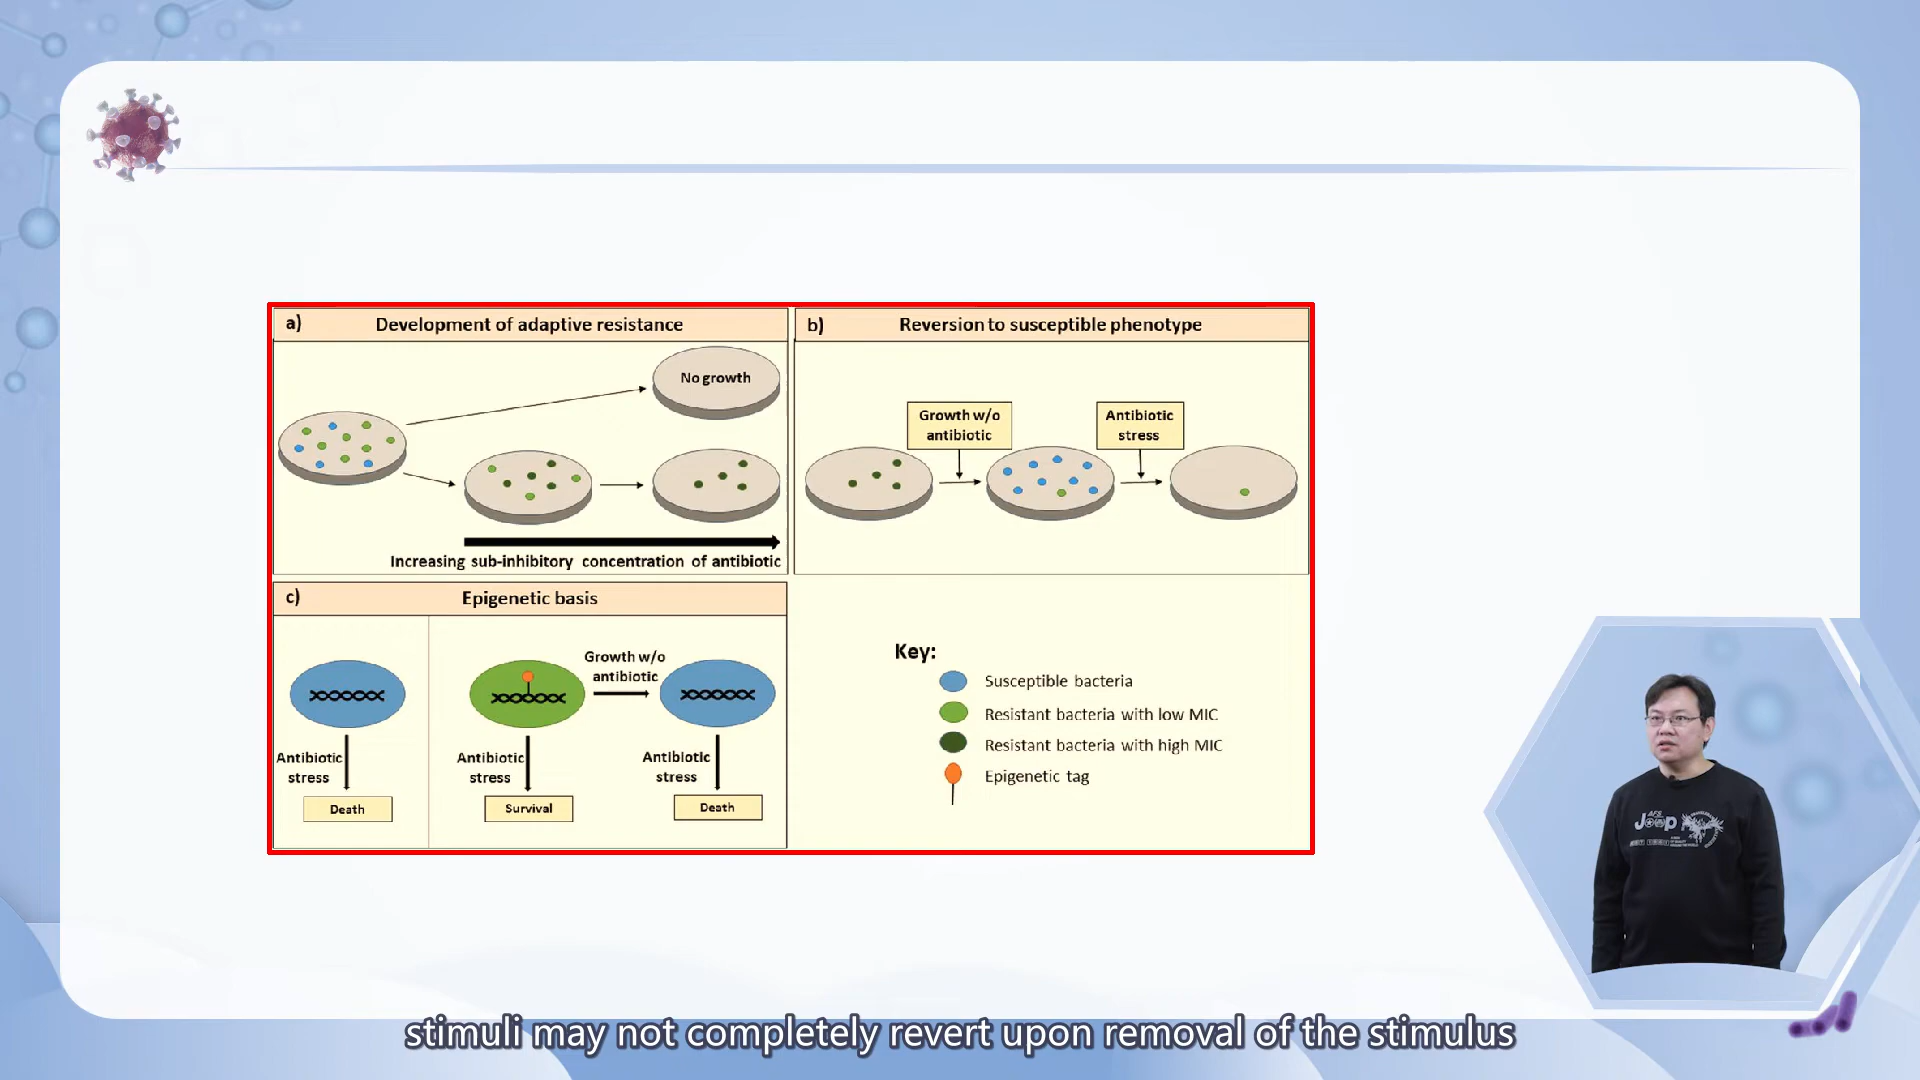 a) Development of adaptive resistance
No growth
Increasing sub-inhibitory concentration of antibiotic
b) Reversion to susceptible phenotype
Growth w/o
antibiotic
Antibiotic
stress
c) Epigenetic basis
Antibiotic
stress
Death
Growth w/o
antibiotic
Antibiotic
stress
Survival
Antibiotic
stress
Death
Key:
Susceptible bacteria
Resistant bacteria with low MIC
Resistant bacteria with high MIC
Epigenetic tag
AFS
Jeep
stimuli may not completely revert upon removal of the stimulus